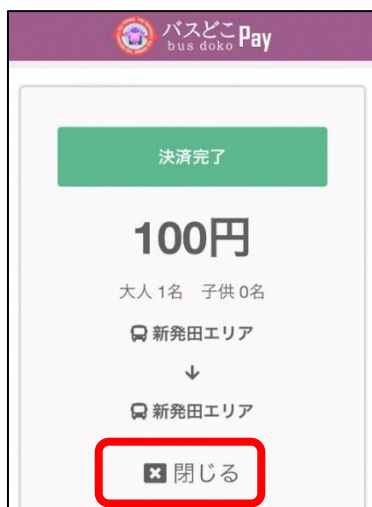 バスどこ Pay
bus doko
決済完了
100円
大人 1名 子供 0名
新発田エリア
↓
新発田エリア
閉じる